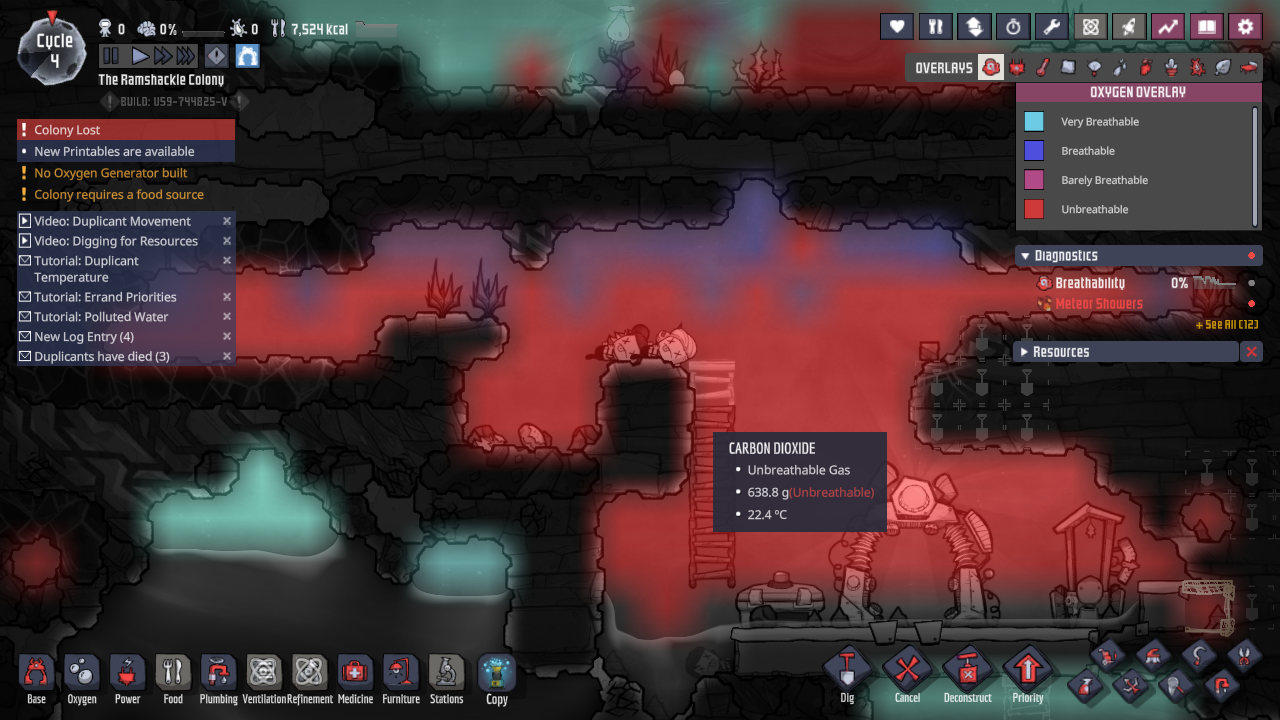 Cycle
4
0
0%
0
7,524 kcal
The Ramshackle Colony
BUILD: U59-744825-V
Colony Lost
New Printables are available
No Oxygen Generator built
Colony requires a food source
Video: Duplicant Movement
Video: Digging for Resources
Tutorial: Duplicant
Temperature
Tutorial: Errand Priorities
Tutorial: Polluted Water
New Log Entry (4)
Duplicants have died (3)
OVERLAYS
OXYGEN OVERLAY
Very Breathable
Breathable
Barely Breathable
Unbreathable
Diagnostics
Breathability
0%
Meteor Showers
+ See All (12)
Resources
CARBON DIOXIDE
• Unbreathable Gas
• 638.8 g(Unbreathable)
• 22.4 ºC
Base
Oxygen
Power
Food
Plumbing
Ventilation
Refinement
Medicine
Furniture
Stations
Copy
Dig
Cancel
Deconstruct
Priority